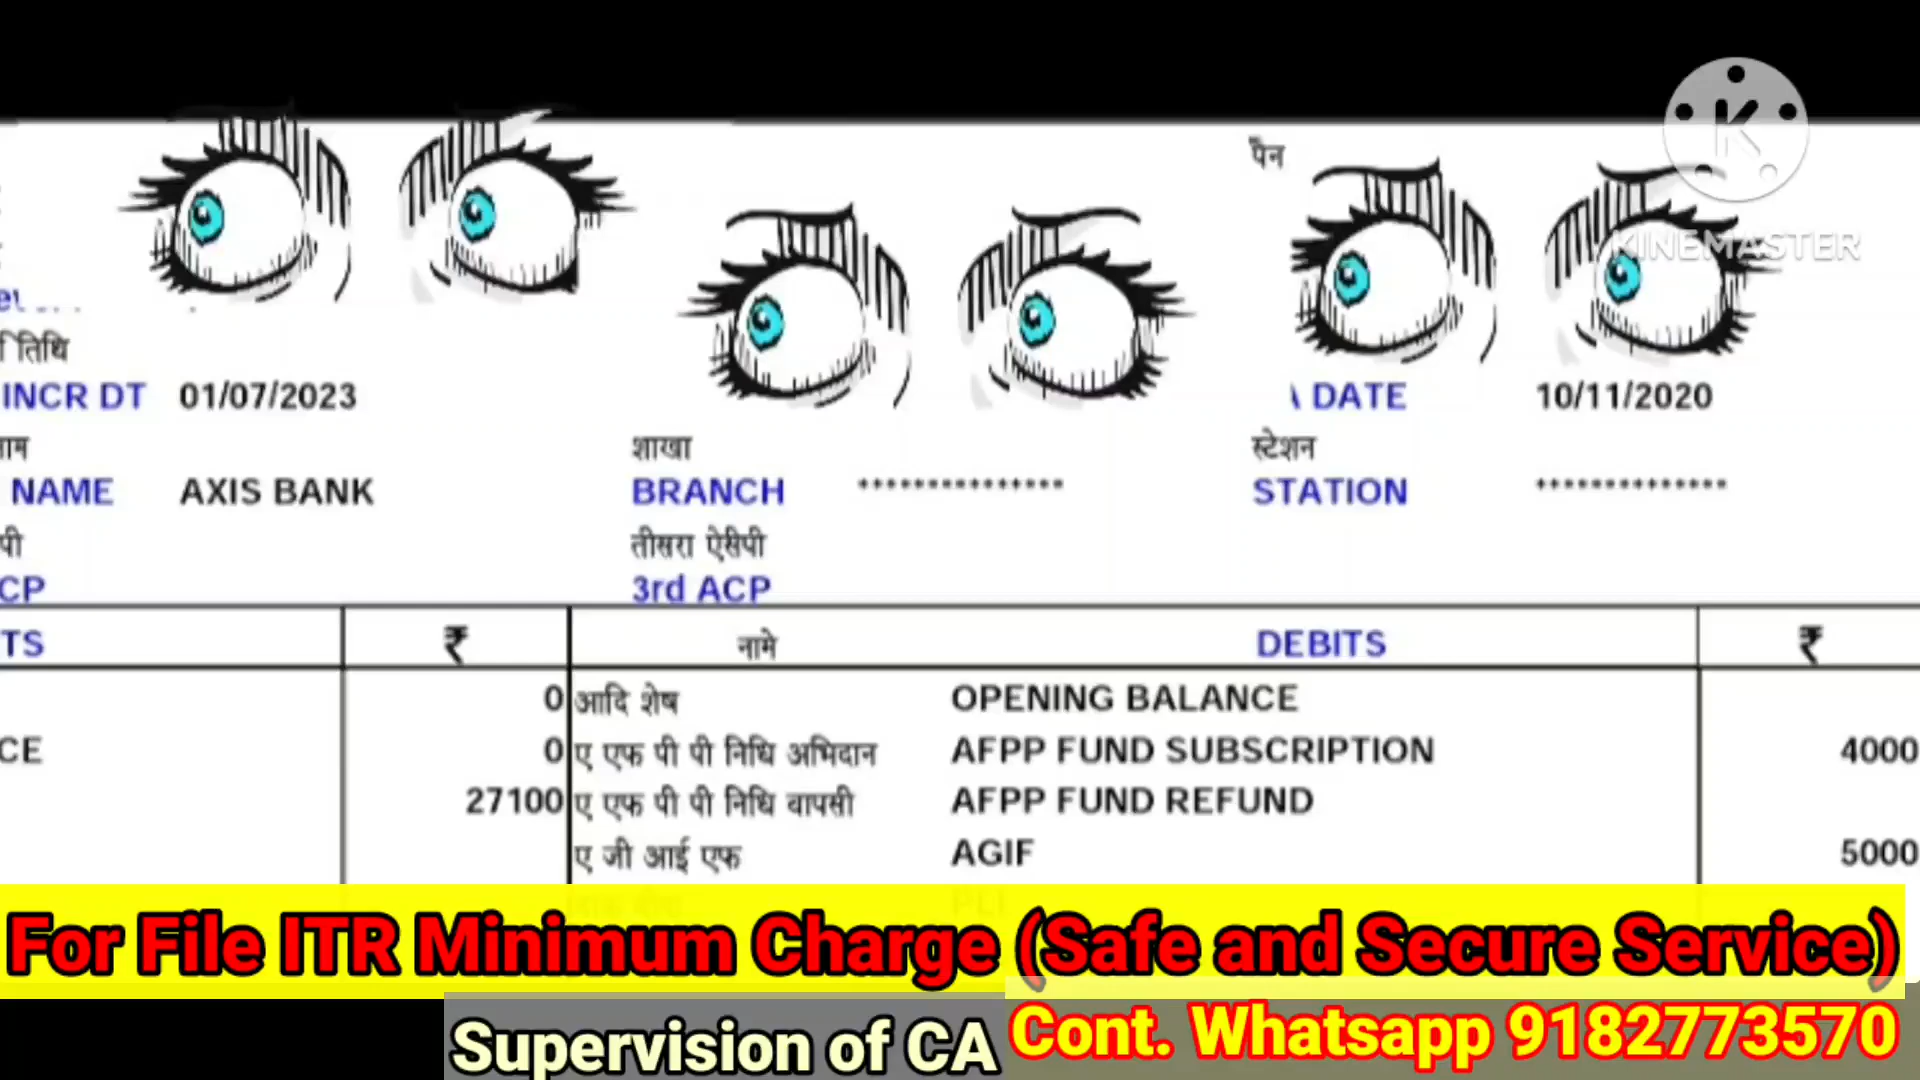 K
KINEMASTER
पैन
तिथि
INCR DT 01/07/2023
DATE 10/11/2020
शाखा
स्टेशन
NAME AXIS BANK
BRANCH ***************
STATION **************
तीसरा ऐसीपी
3rd ACP
₹ नामे DEBITS ₹
0 आदि शेष OPENING BALANCE
0 ए एफ पी पी निधि अभिदान AFPP FUND SUBSCRIPTION 4000
27100 ए एफ पी पी निधि वापसी AFPP FUND REFUND
ए जी आई एफ AGIF 5000
PLI
For File ITR Minimum Charge (Safe and Secure Service)
Supervision of CA
Cont. Whatsapp 9182773570